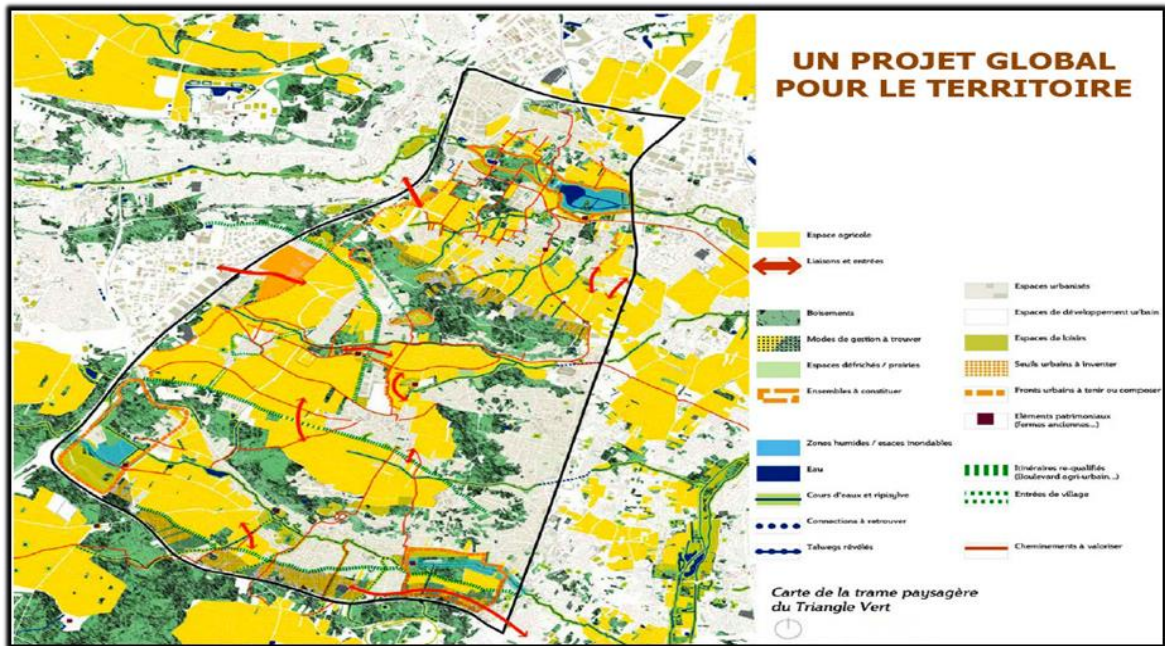 UN PROJET GLOBAL
POUR LE TERRITOIRE
Espace agricole
Liaisons et entrées
Boisements
Modes de gestion à trouver
Espaces défrichés / prairies
Ensembles à constituer
Zones humides / esaces inondables
Eau
Cours d'eaux et ripisylve
Connections à retrouver
Talwegs révélés
Espaces urbanisés
Espaces de développement urbain
Espaces de loisirs
Seuils urbains à inventer
Fronts urbains à tenir ou composer
Eléments patrimoniaux
(fermes anciennes...)
Itinéraires re-qualifiés
(Boulevard agri-urbain...)
Entrées de village
Cheminements à valoriser
Carte de la trame paysagère
du Triangle Vert